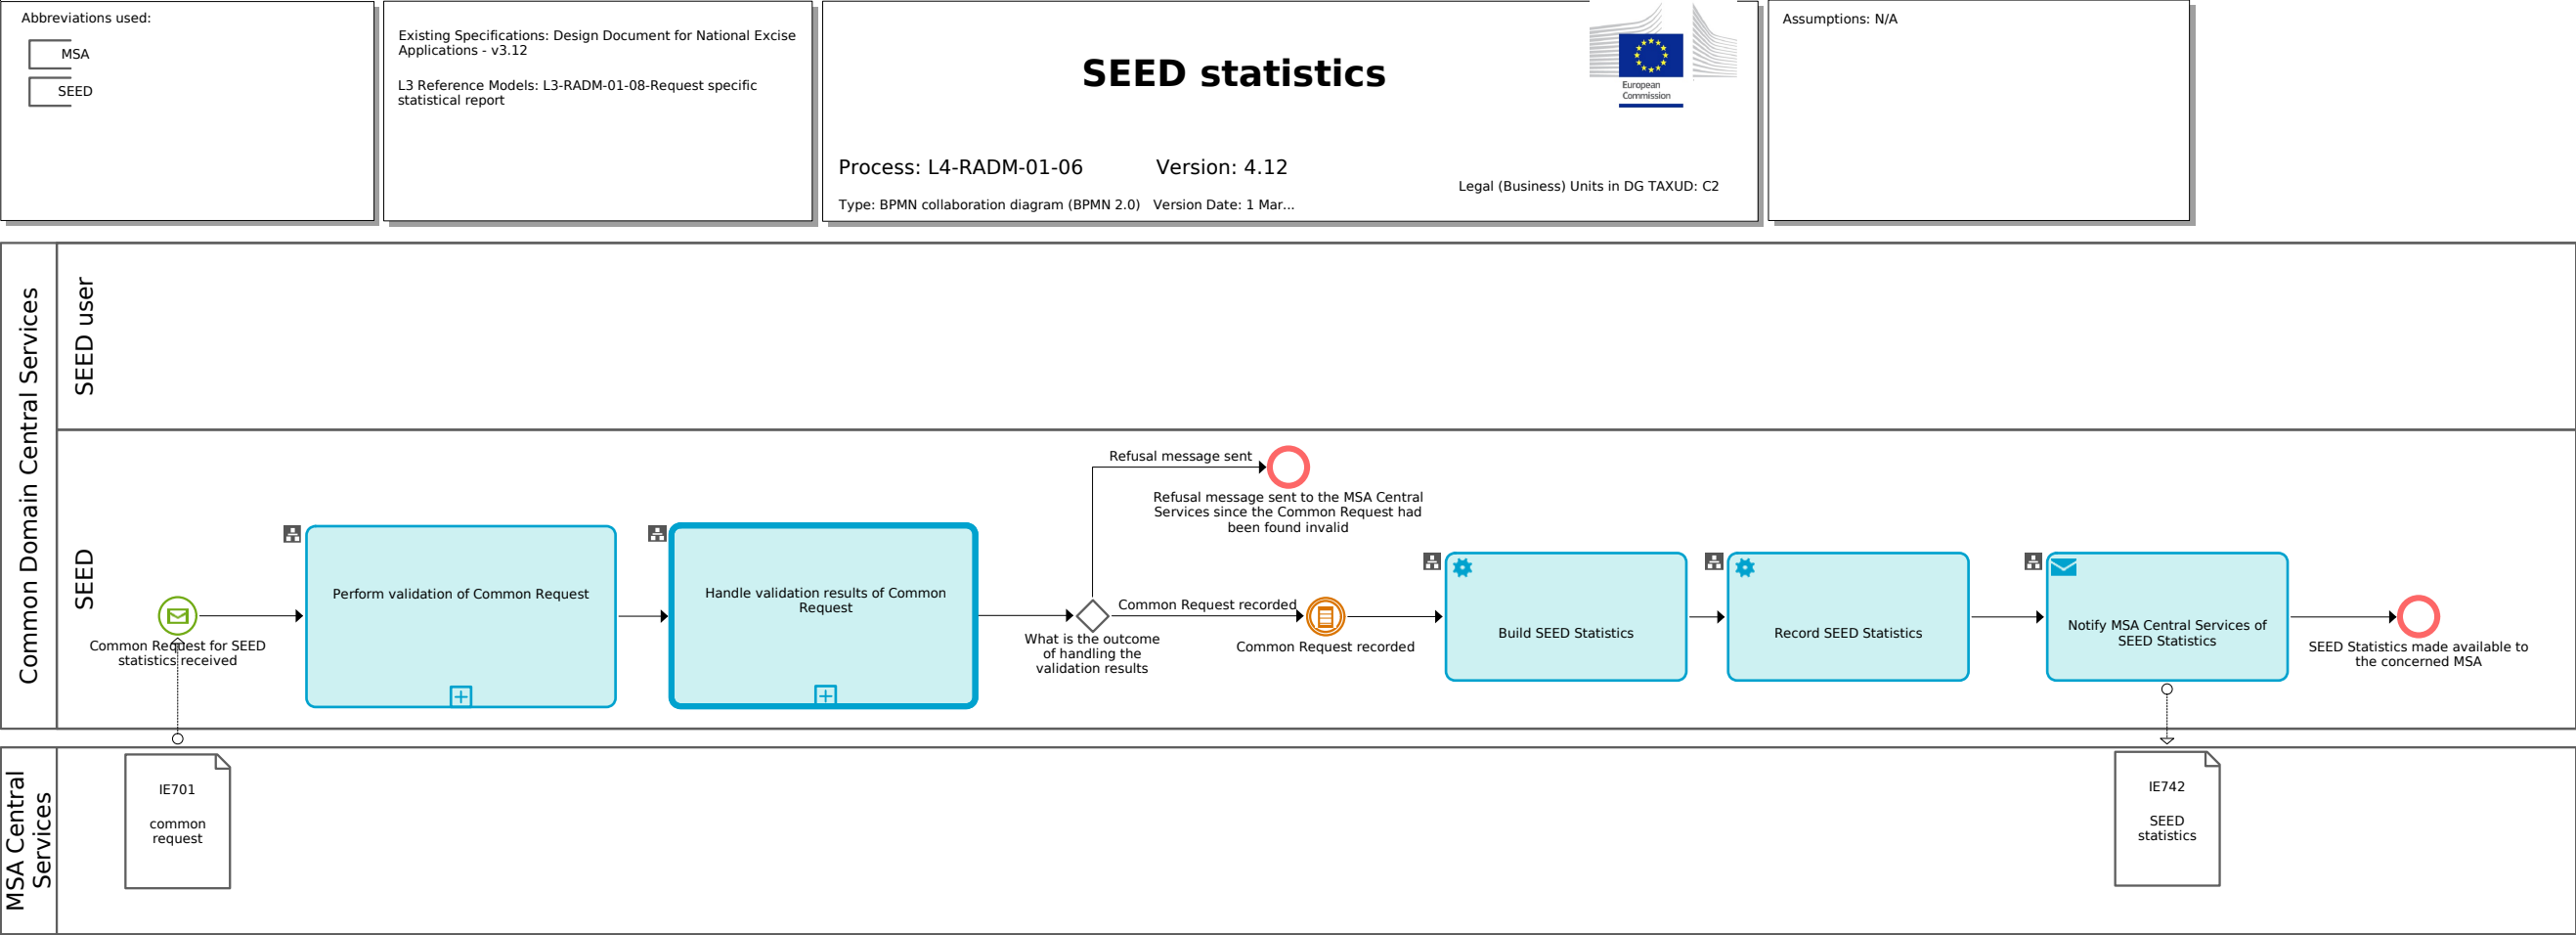 Abbreviations used:
MSA
SEED
Existing Specifications: Design Document for National Excise
Applications - v3.12
L3 Reference Models: L3-RADM-01-08-Request specific
statistical report
SEED statistics
European
Commission
Process: L4-RADM-01-06
Version: 4.12
Legal (Business) Units in DG TAXUD: C2
Type: BPMN collaboration diagram (BPMN 2.0)
Version Date: 1 Mar...
Assumptions: N/A
Common Domain Central Services
SEED user
SEED
Common Request for SEED
statistics received
Perform validation of Common Request
Handle validation results of Common
Request
What is the outcome
of handling the
validation results
Refusal message sent
Refusal message sent to the MSA Central
Services since the Common Request had
been found invalid
Common Request recorded
Common Request recorded
Build SEED Statistics
Record SEED Statistics
Notify MSA Central Services of
SEED Statistics
SEED Statistics made available to
the concerned MSA
MSA Central
Services
IE701
common
request
IE742
SEED
statistics